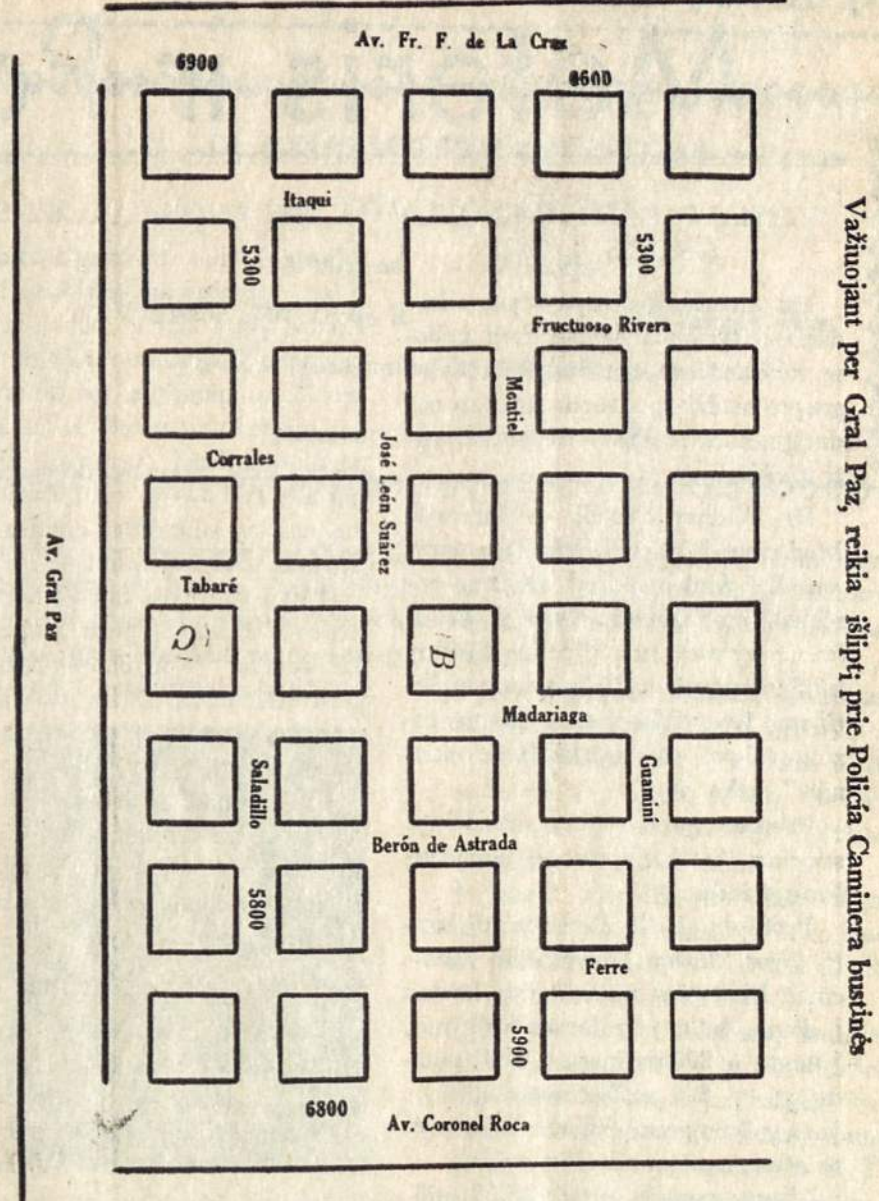 Av. Fr. F. de La Cruz
6900
6600
Itaqui
5300
5300
Fructuoso Rivera
Montiel
José León Suárez
Corrales
Tabaré
C
B
Madariaga
Saladillo
Guaminí
Berón de Astrada
5800
Ferre
5900
6800
Av. Coronel Roca
Av. Gral Paz
Važiuojant per Gral Paz, reikia išlipti prie Policía Caminera bustinės